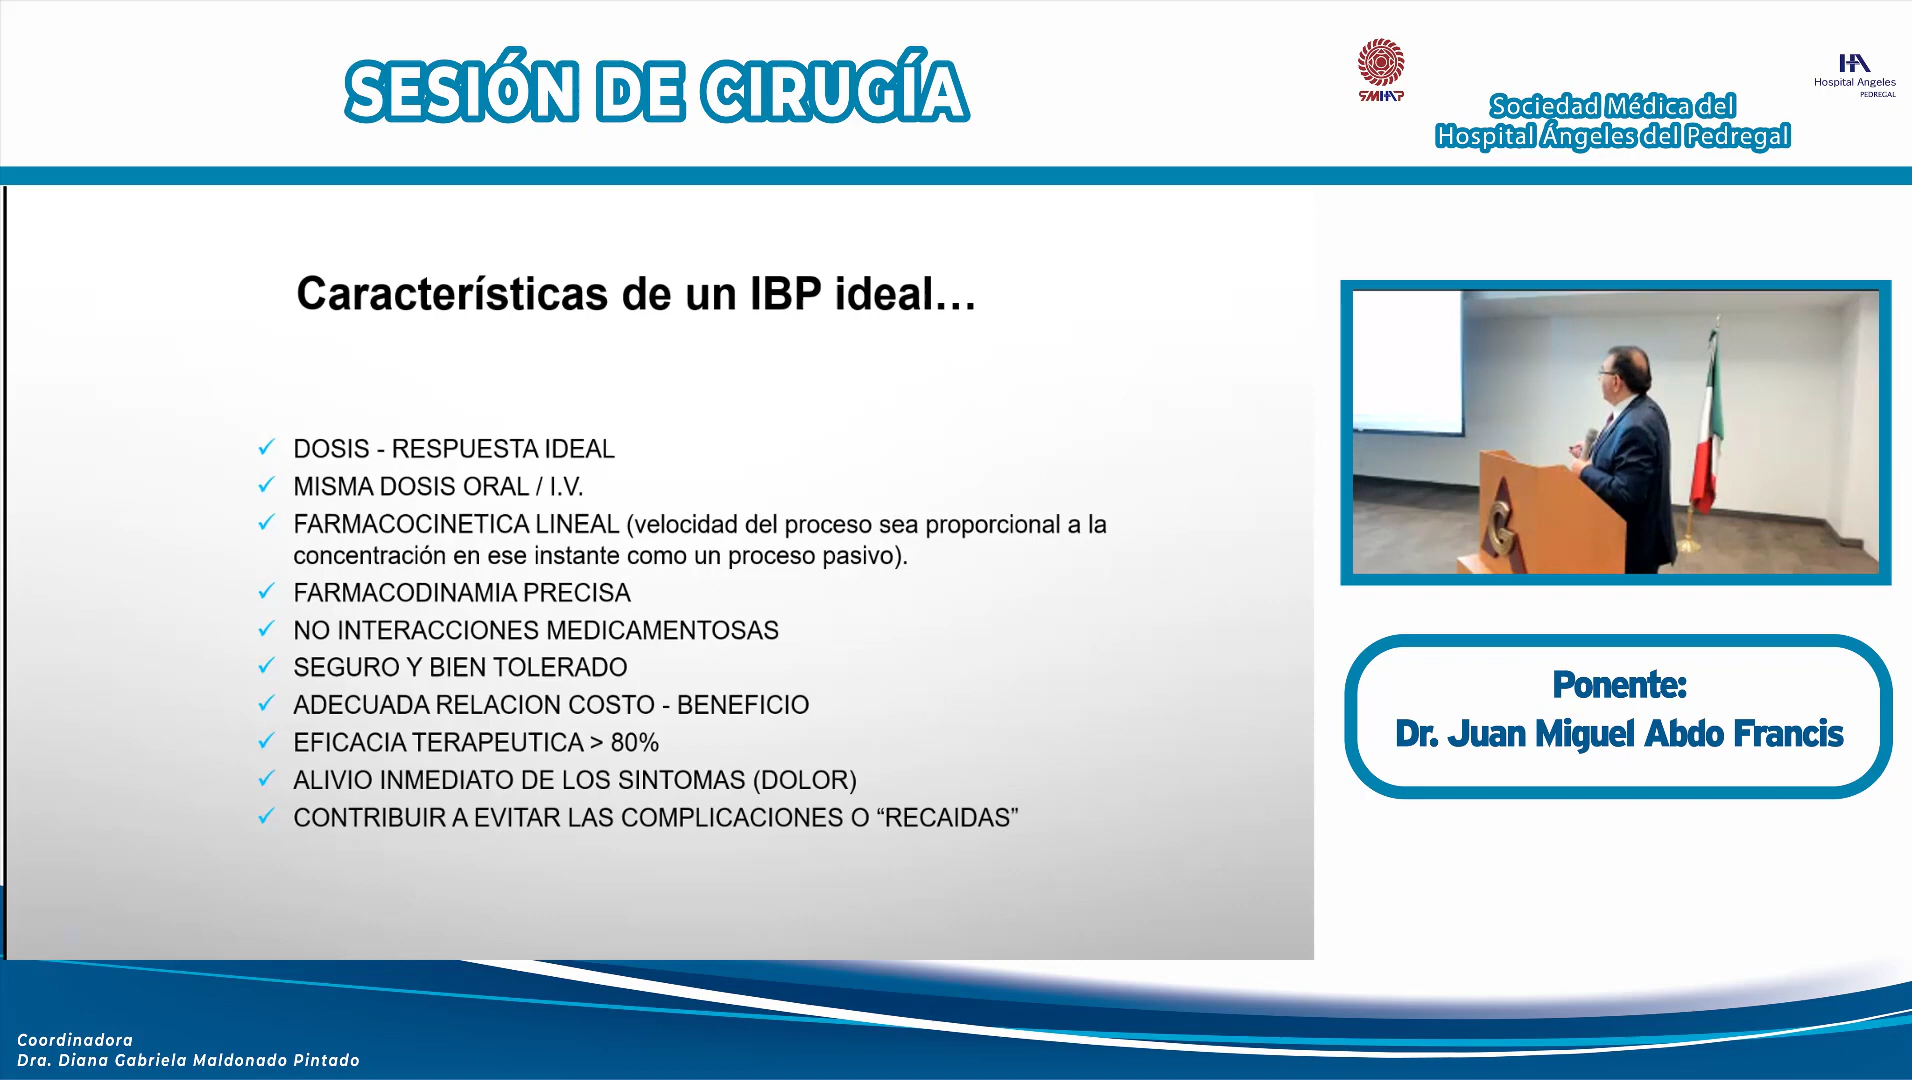 SESIÓN DE CIRUGÍA
SMHAP
Sociedad Médica del
Hospital Ángeles del Pedregal
HA
Hospital Angeles
PEDREGAL
Características de un IBP ideal…
DOSIS - RESPUESTA IDEAL
MISMA DOSIS ORAL / I.V.
FARMACOCINETICA LINEAL (velocidad del proceso sea proporcional a la
concentración en ese instante como un proceso pasivo).
FARMACODINAMIA PRECISA
NO INTERACCIONES MEDICAMENTOSAS
SEGURO Y BIEN TOLERADO
ADECUADA RELACION COSTO - BENEFICIO
EFICACIA TERAPEUTICA > 80%
ALIVIO INMEDIATO DE LOS SINTOMAS (DOLOR)
CONTRIBUIR A EVITAR LAS COMPLICACIONES O “RECAIDAS”
G
Ponente:
Dr. Juan Miguel Abdo Francis
Coordinadora
Dra. Diana Gabriela Maldonado Pintado